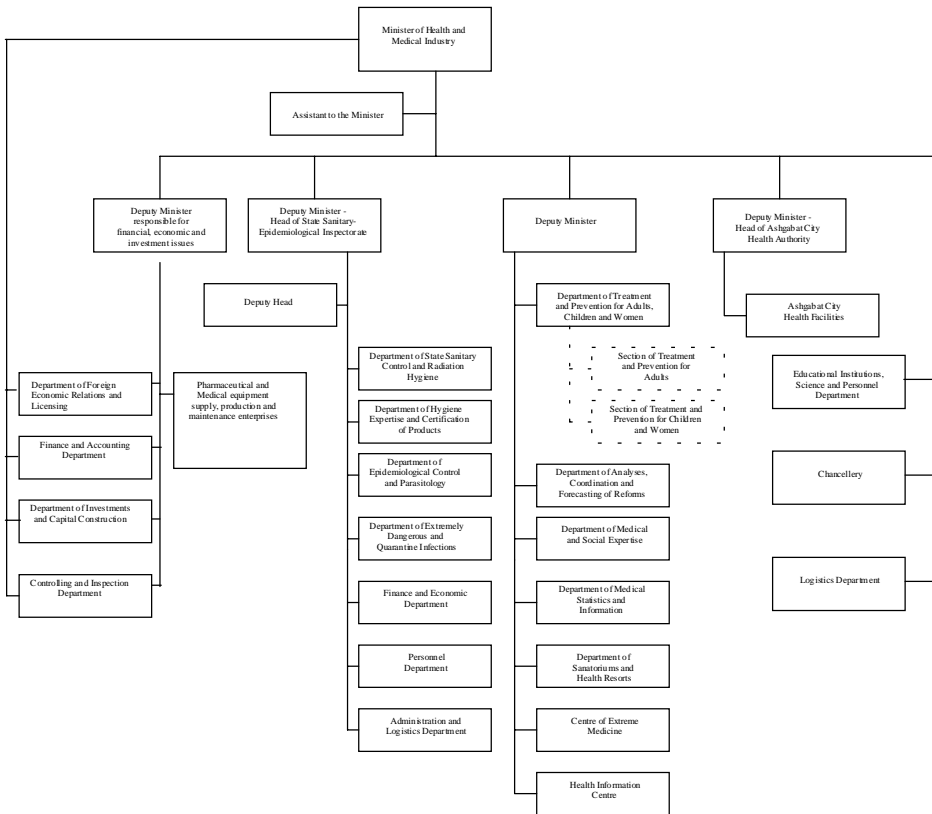 Minister of Health and
Medical Industry
Assistant to the Minister
Deputy Minister
responsible for
financial, economic and
investment issues
Deputy Minister -
Head of State Sanitary-
Epidemiological Inspectorate
Deputy Minister
Deputy Minister -
Head of Ashgabat City
Health Authority
Deputy Head
Department of Treatment
and Prevention for Adults,
Children and Women
Ashgabat City
Health Facilities
Department of Foreign
Economic Relations and
Licensing
Pharmaceutical and
Medical equipment
supply, production and
maintenance enterprises
Finance and Accounting
Department
Department of Investments
and Capital Construction
Controlling and Inspection
Department
Department of State Sanitary
Control and Radiation
Hygiene
Department of Hygiene
Expertise and Certification
of Products
Department of
Epidemiological Control
and Parasitology
Department of Extremely
Dangerous and
Quarantine Infections
Finance and Economic
Department
Personnel
Department
Administration and
Logistics Department
Section of Treatment
and Prevention for
Adults
Section of Treatment and
Prevention for Children
and Women
Department of Analyses,
Coordination and
Forecasting of Reforms
Department of Medical
and Social Expertise
Department of Medical
Statistics and
Information
Department of
Sanatoriums and
Health Resorts
Centre of Extreme
Medicine
Health Information
Centre
Educational Institutions,
Science and Personnel
Department
Chancellery
Logistics Department